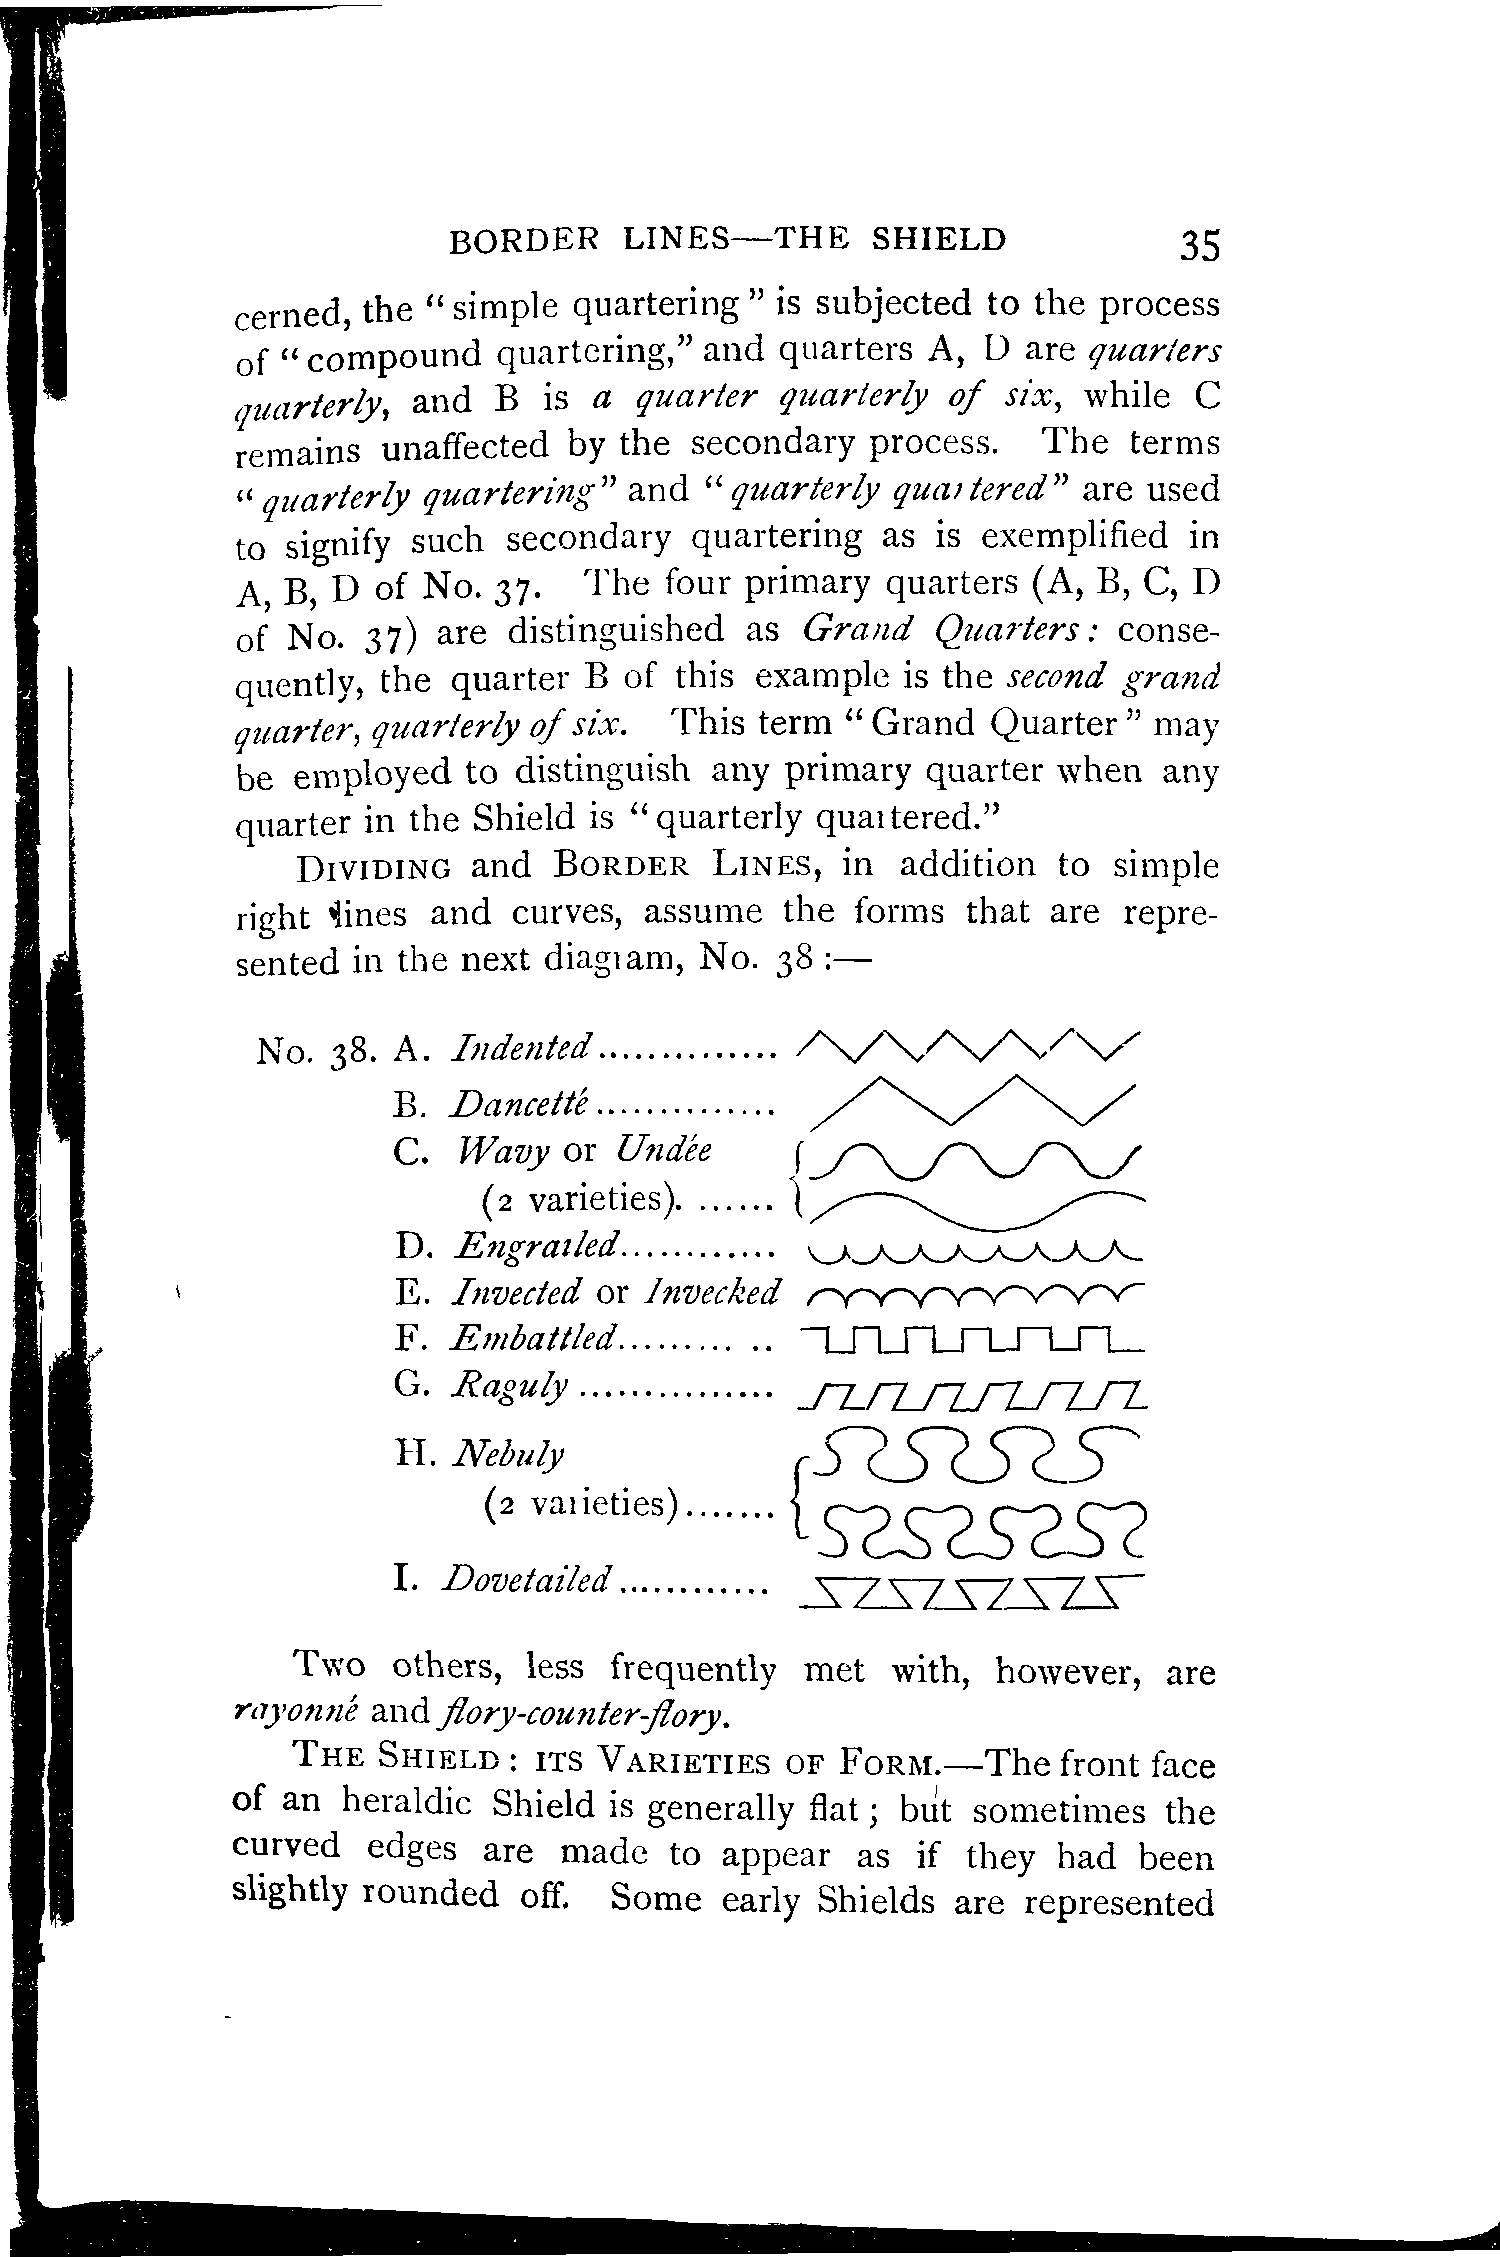 BORDER LINES—THE SHIELD 35
cerned, the “simple quartering” is subjected to the process
of “compound quartering,” and quarters A, D are quarters
quarterly, and B is a quarter quarterly of six, while C
remains unaffected by the secondary process. The terms
“quarterly quartering” and “quarterly quartered” are used
to signify such secondary quartering as is exemplified in
A, B, D of No. 37. The four primary quarters (A, B, C, D
of No. 37) are distinguished as Grand Quarters: conse-
quently, the quarter B of this example is the second grand
quarter, quarterly of six. This term “Grand Quarter” may
be employed to distinguish any primary quarter when any
quarter in the Shield is “quarterly quartered.”
DIVIDING and BORDER LINES, in addition to simple
right lines and curves, assume the forms that are repre-
sented in the next diagram, No. 38 :—
No. 38. A. Indented..............
B. Dancetté..............
C. Wavy or Undée
(2 varieties). ......
D. Engrailed............
E. Invected or Invecked
F. Embattled......... ..
G. Raguly ...............
H. Nebuly
(2 varieties).......
I. Dovetailed ............
Two others, less frequently met with, however, are
rayonné and flory-counter-flory.
THE SHIELD : ITS VARIETIES OF FORM.—The front face
of an heraldic Shield is generally flat ; but sometimes the
curved edges are made to appear as if they had been
slightly rounded off. Some early Shields are represented